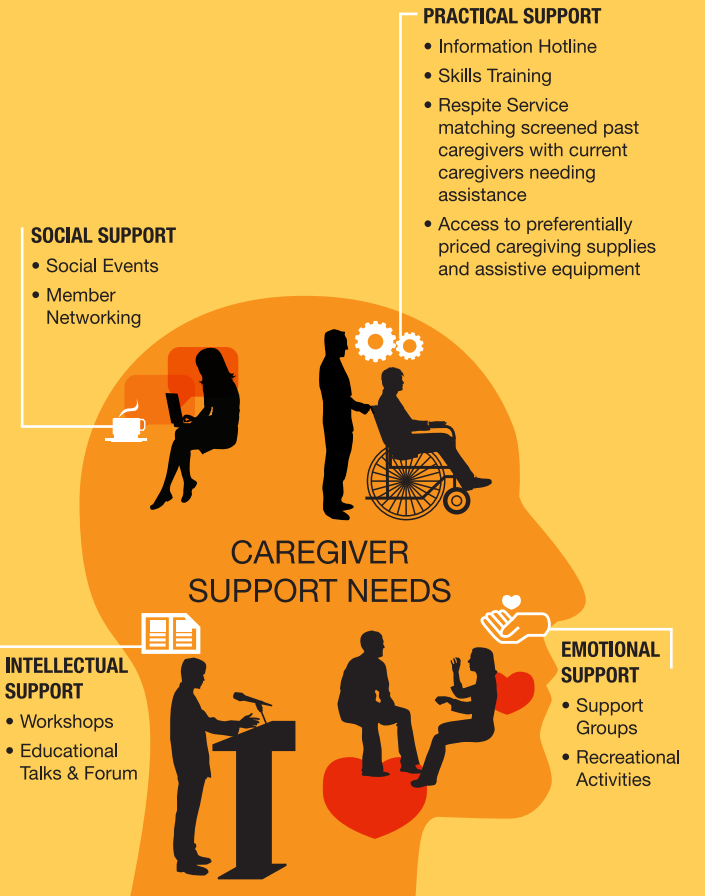 PRACTICAL SUPPORT
• Information Hotline
• Skills Training
• Respite Service
matching screened past
caregivers with current
caregivers needing
assistance
• Access to preferentially
priced caregiving supplies
and assistive equipment
SOCIAL SUPPORT
• Social Events
• Member
Networking
CAREGIVER
SUPPORT NEEDS
INTELLECTUAL
SUPPORT
• Workshops
• Educational
Talks & Forum
EMOTIONAL
SUPPORT
• Support
Groups
• Recreational
Activities